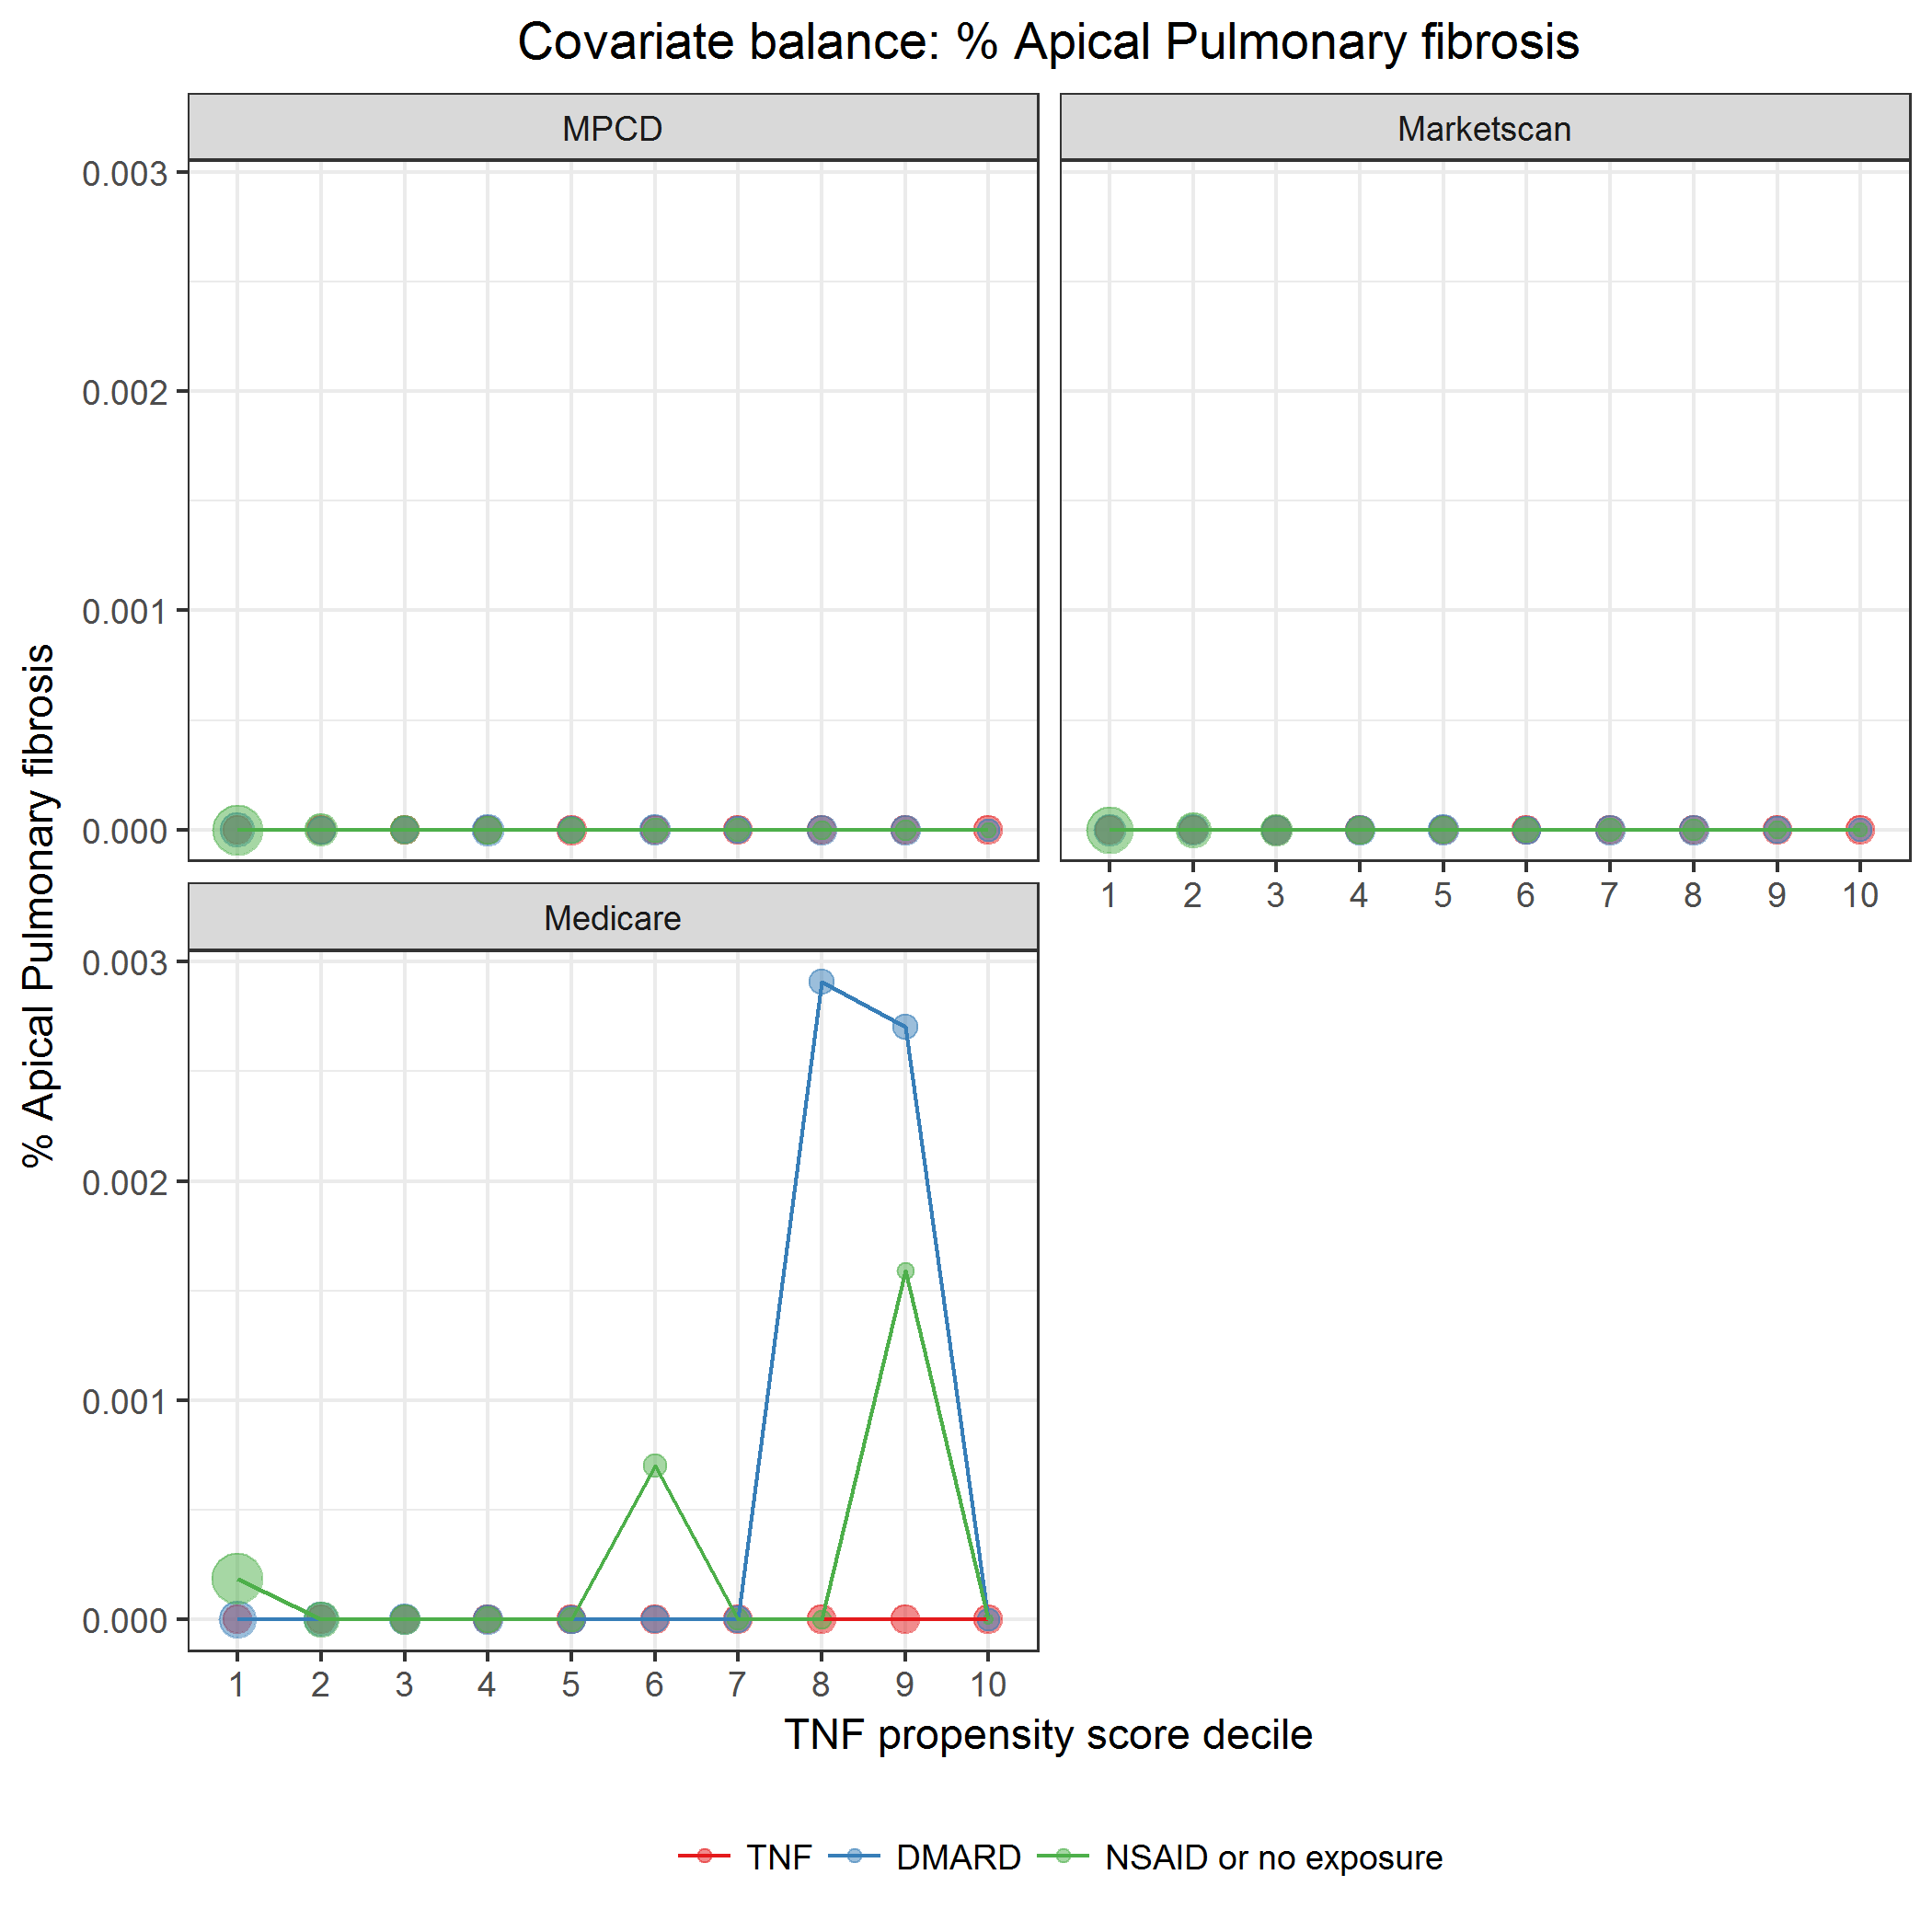 Covariate balance: % Apical Pulmonary fibrosis
MPCD
Marketscan
0.003
0.002
0.001
0.000
1 2 3 4 5 6 7 8 9 10
Medicare
0.003
0.002
0.001
0.000
1 2 3 4 5 6 7 8 9 10
% Apical Pulmonary fibrosis
TNF propensity score decile
TNF DMARD NSAID or no exposure